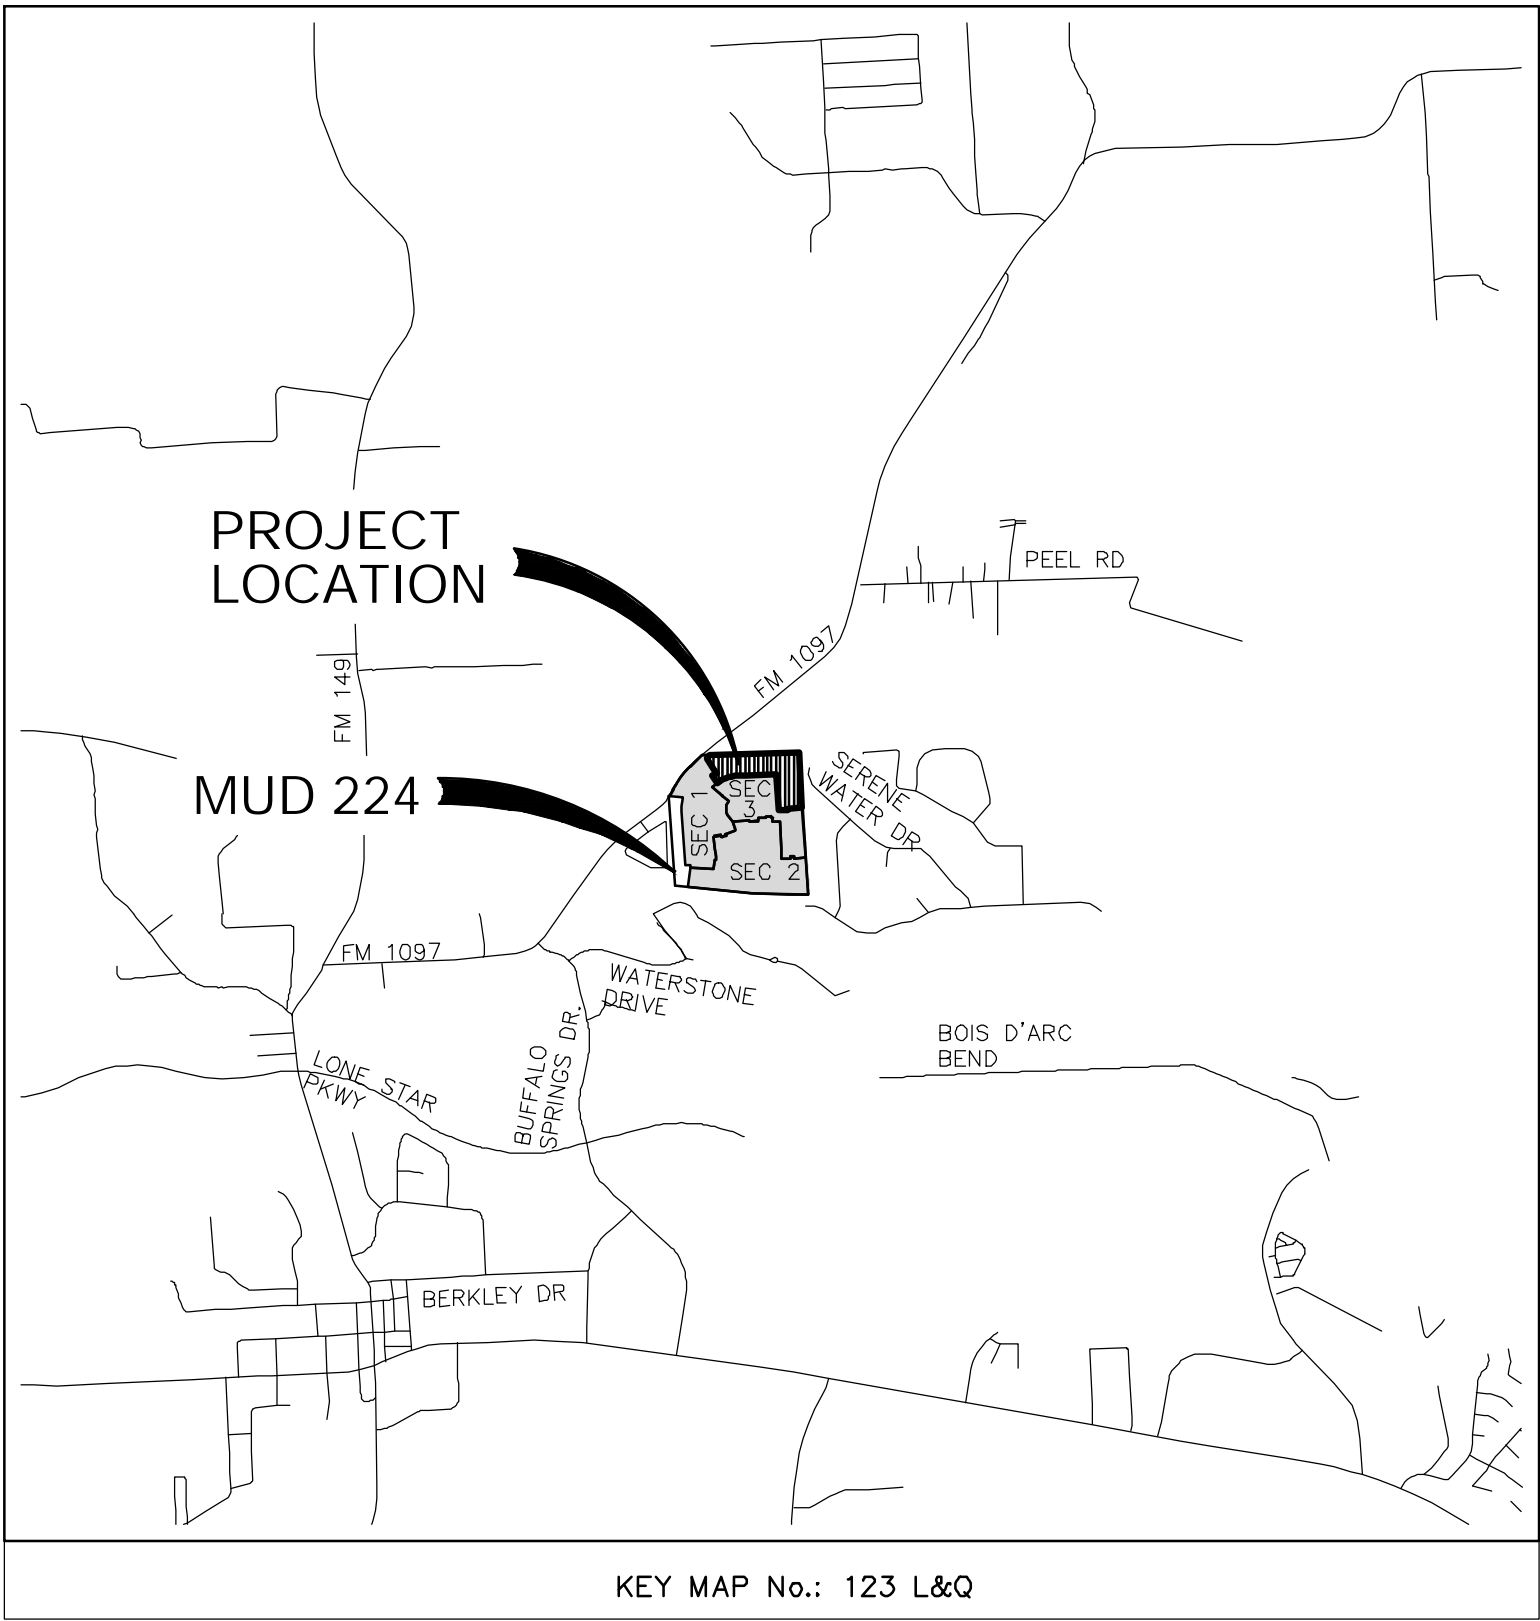 PROJECT
LOCATION
PEEL RD
FM 1097
FM 149
MUD 224
SERENE
WATER DR
SEC 1
SEC
3
SEC 2
FM 1097
WATERSTONE
DRIVE
BUFFALO
SPRINGS DR.
BOIS D'ARC
BEND
LONE STAR
PKWY
BERKLEY DR
KEY MAP No.: 123 L&Q